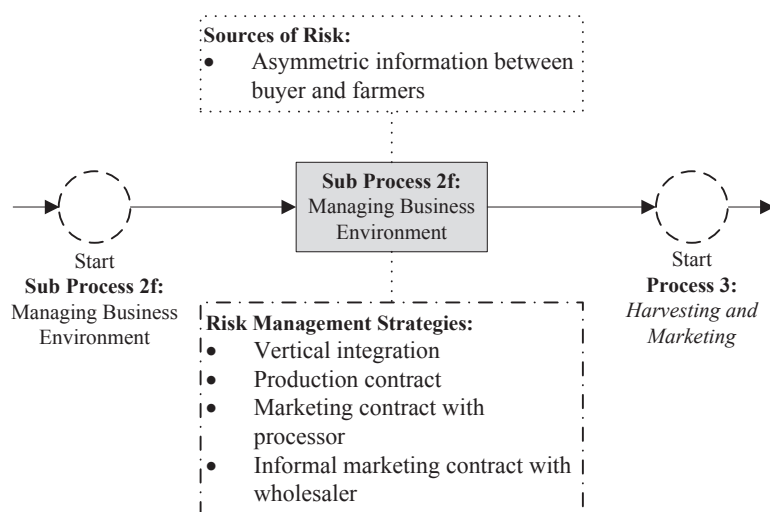 Sources of Risk:
• Asymmetric information between
buyer and farmers
Sub Process 2f:
Managing Business
Environment
Start
Sub Process 2f:
Managing Business
Environment
Start
Process 3:
Harvesting and
Marketing
Risk Management Strategies:
• Vertical integration
• Production contract
• Marketing contract with
processor
• Informal marketing contract with
wholesaler